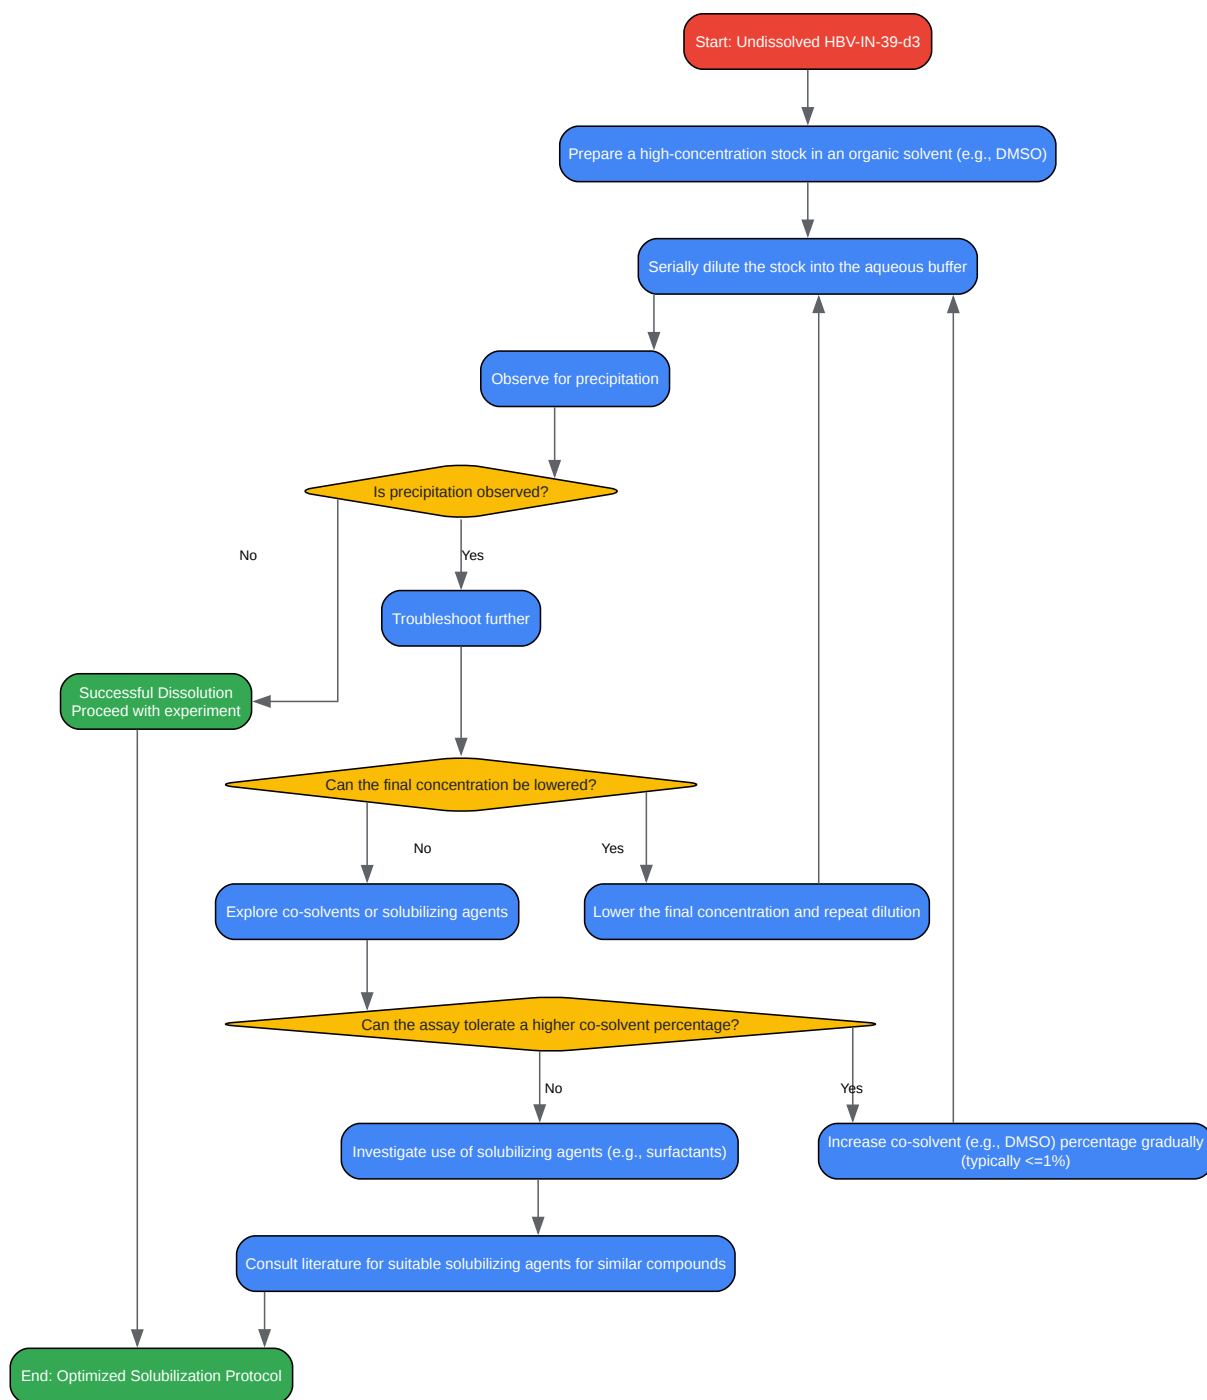 Start: Undissolved HBV-IN-39-d3
Prepare a high-concentration stock in an organic solvent (e.g., DMSO)
Serially dilute the stock into the aqueous buffer
Observe for precipitation
Is precipitation observed?
No
Yes
Troubleshoot further
Successful Dissolution
Proceed with experiment
Can the final concentration be lowered?
No
Yes
Explore co-solvents or solubilizing agents
Lower the final concentration and repeat dilution
Can the assay tolerate a higher co-solvent percentage?
No
Yes
Investigate use of solubilizing agents (e.g., surfactants)
Increase co-solvent (e.g., DMSO) percentage gradually
(typically <=1%)
Consult literature for suitable solubilizing agents for similar compounds
End: Optimized Solubilization Protocol